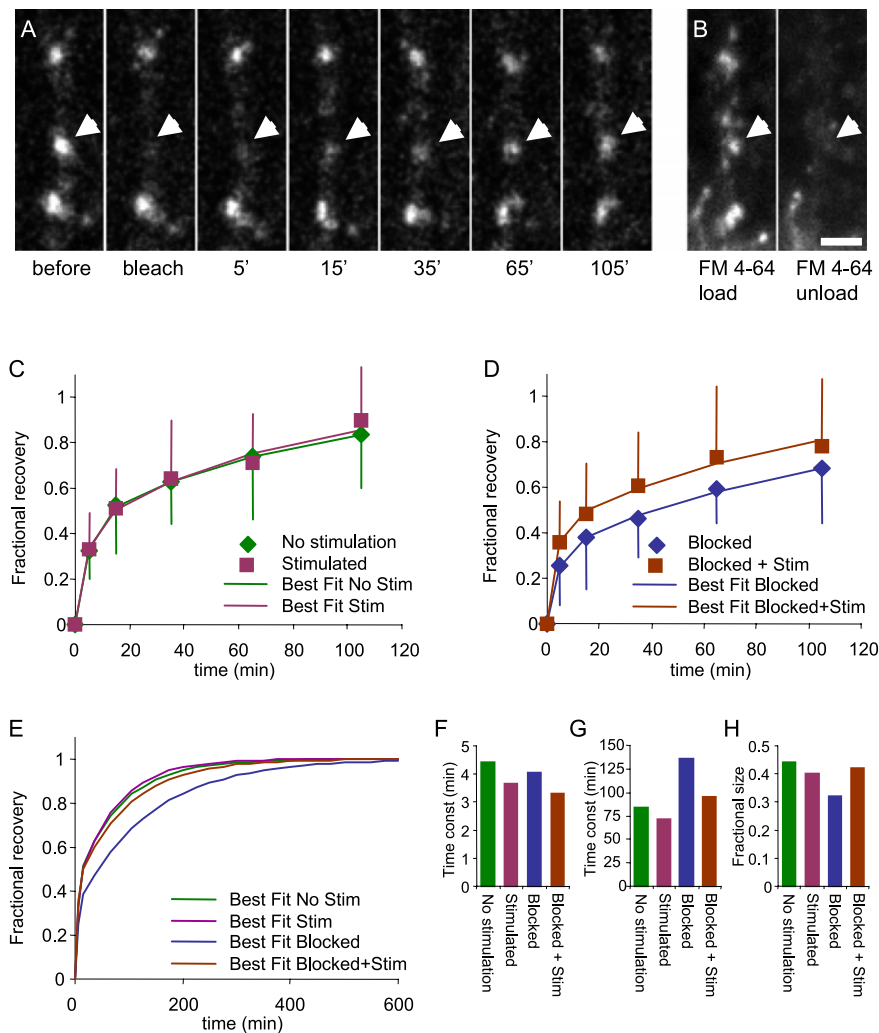 A
B
before
bleach
5'
15'
35'
65'
105'
FM 4-64
load
FM 4-64
unload
C
Fractional recovery
1
0.8
0.6
0.4
0.2
0
0
20
40
60
80
100
120
time (min)
No stimulation
Stimulated
Best Fit No Stim
Best Fit Stim
D
Fractional recovery
1
0.8
0.6
0.4
0.2
0
0
20
40
60
80
100
120
time (min)
Blocked
Blocked + Stim
Best Fit Blocked
Best Fit Blocked+Stim
E
Fractional recovery
1
0.8
0.6
0.4
0.2
0
0
200
400
600
time (min)
Best Fit No Stim
Best Fit Stim
Best Fit Blocked
Best Fit Blocked+Stim
F
Time const (min)
5
4
3
2
1
0
No stimulation
Stimulated
Blocked
Blocked + Stim
G
Time const (min)
150
125
100
75
50
25
0
No stimulation
Stimulated
Blocked
Blocked + Stim
H
Fractional size
0.5
0.4
0.3
0.2
0.1
0
No stimulation
Stimulated
Blocked
Blocked + Stim